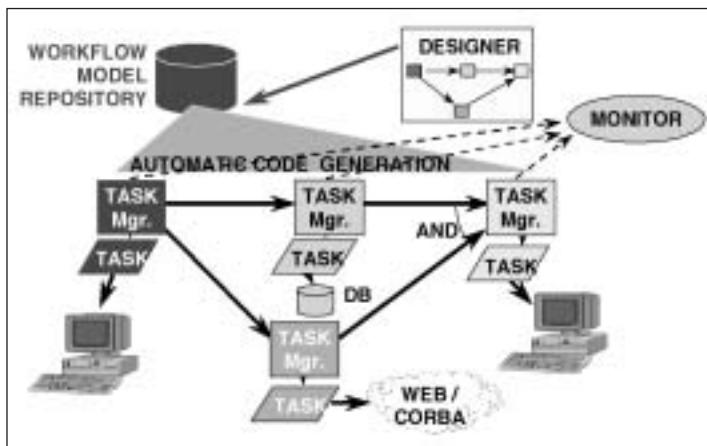 WORKFLOW
MODEL
REPOSITORY
DESIGNER
MONITOR
AUTOMATIC CODE GENERATION
TASK
Mgr.
TASK
TASK
Mgr.
TASK
DB
AND
TASK
Mgr.
TASK
TASK
Mgr.
TASK
WEB /
CORBA